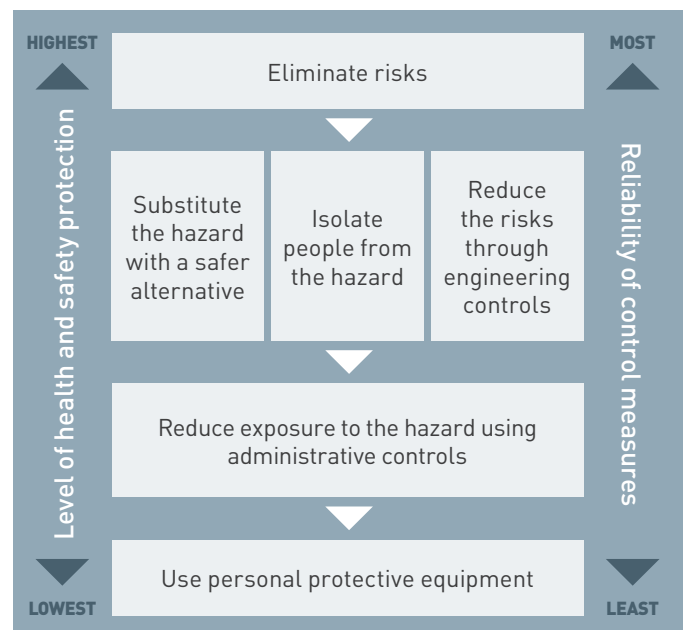 HIGHEST
MOST
Eliminate risks
Level of health and safety protection
Reliability of control measures
Substitute
the hazard
with a safer
alternative
Isolate
people from
the hazard
Reduce
the risks
through
engineering
controls
Reduce exposure to the hazard using
administrative controls
Use personal protective equipment
LOWEST
LEAST